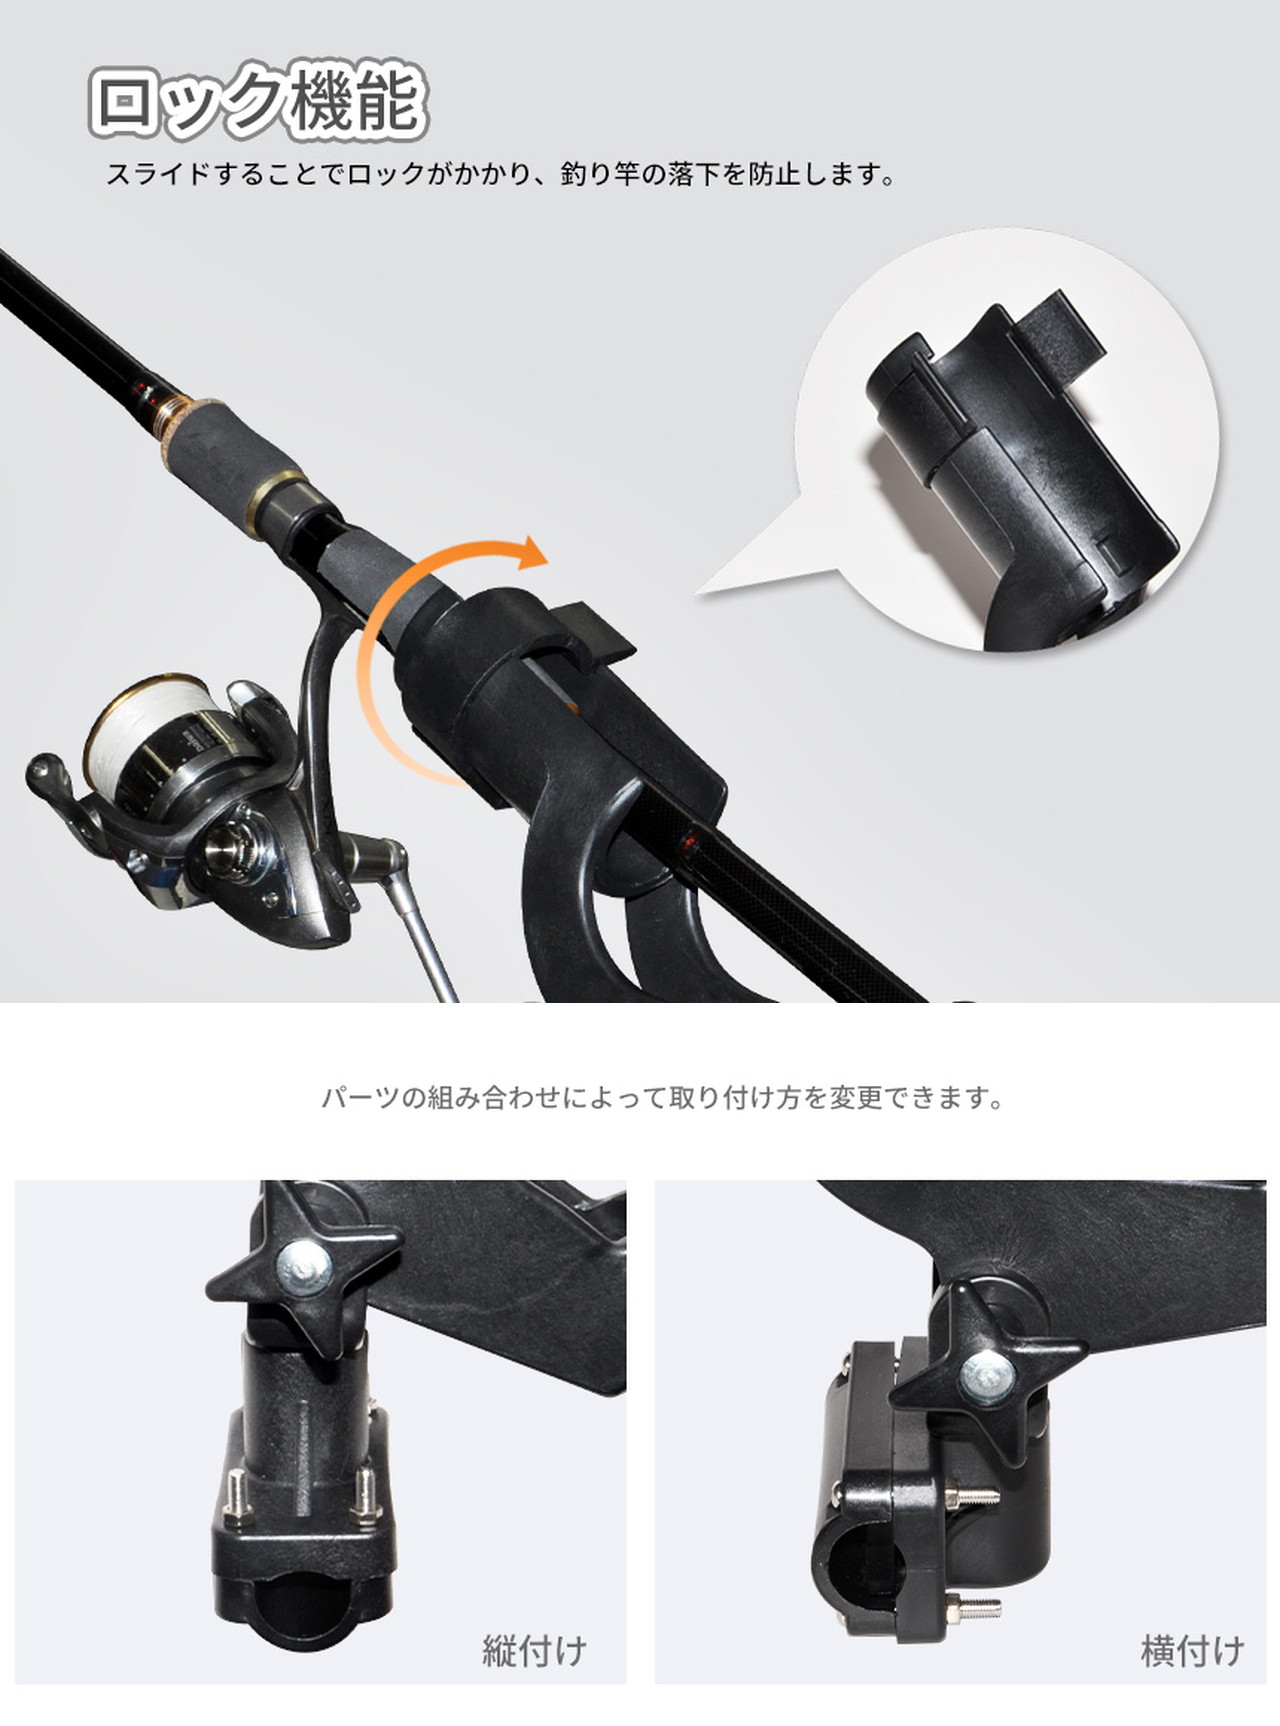 ロック機能
スライドすることでロックがかかり、釣り竿の落下を防止します。
パーツの組み合わせによって取り付け方を変更できます。
縦付け
横付け